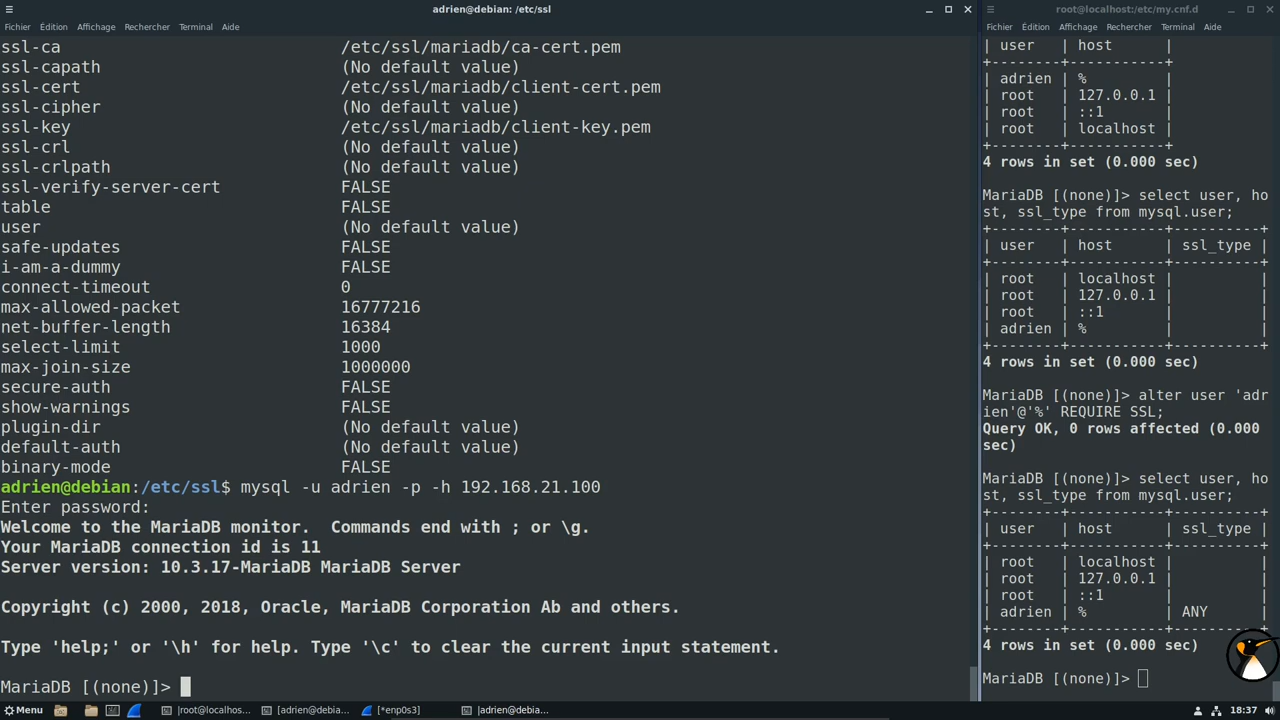 adrien@debian: /etc/ssl
Fichier Édition Affichage Rechercher Terminal Aide
ssl-ca /etc/ssl/mariadb/ca-cert.pem
ssl-capath (No default value)
ssl-cert /etc/ssl/mariadb/client-cert.pem
ssl-cipher (No default value)
ssl-key /etc/ssl/mariadb/client-key.pem
ssl-crl (No default value)
ssl-crlpath (No default value)
ssl-verify-server-cert FALSE
table FALSE
user (No default value)
safe-updates FALSE
i-am-a-dummy FALSE
connect-timeout 0
max-allowed-packet 16777216
net-buffer-length 16384
select-limit 1000
max-join-size 1000000
secure-auth FALSE
show-warnings FALSE
plugin-dir (No default value)
default-auth (No default value)
binary-mode FALSE
adrien@debian:/etc/ssl$ mysql -u adrien -p -h 192.168.21.100
Enter password:
Welcome to the MariaDB monitor.  Commands end with ; or \g.
Your MariaDB connection id is 11
Server version: 10.3.17-MariaDB MariaDB Server
Copyright (c) 2000, 2018, Oracle, MariaDB Corporation Ab and others.
Type 'help;' or '\h' for help. Type '\c' to clear the current input statement.
MariaDB [(none)]>
root@localhost:/etc/my.cnf.d
Fichier Édition Affichage Rechercher Terminal Aide
| user | host |
+--------+-----------+
| adrien | % |
| root | 127.0.0.1 |
| root | ::1 |
| root | localhost |
+--------+-----------+
4 rows in set (0.000 sec)
MariaDB [(none)]> select user, ho
st, ssl_type from mysql.user;
+--------+-----------+----------+
| user | host | ssl_type |
+--------+-----------+----------+
| root | localhost | |
| root | 127.0.0.1 | |
| root | ::1 | |
| adrien | % | |
+--------+-----------+----------+
4 rows in set (0.000 sec)
MariaDB [(none)]> alter user 'adr
ien'@'%' REQUIRE SSL;
Query OK, 0 rows affected (0.000
sec)
MariaDB [(none)]> select user, ho
st, ssl_type from mysql.user;
+--------+-----------+----------+
| user | host | ssl_type |
+--------+-----------+----------+
| root | localhost | |
| root | 127.0.0.1 | |
| root | ::1 | |
| adrien | % | ANY |
+--------+-----------+----------+
4 rows in set (0.000 sec)
MariaDB [(none)]>
Menu |root@localhos... [adrien@debia... [*enp0s3] |adrien@debia... 18:37